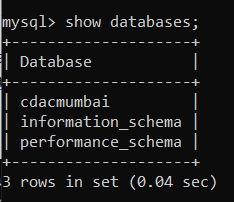 mysql> show databases;
+--------------------+
| Database           |
+--------------------+
| cdacmumbai         |
| information_schema |
| performance_schema |
+--------------------+
3 rows in set (0.04 sec)